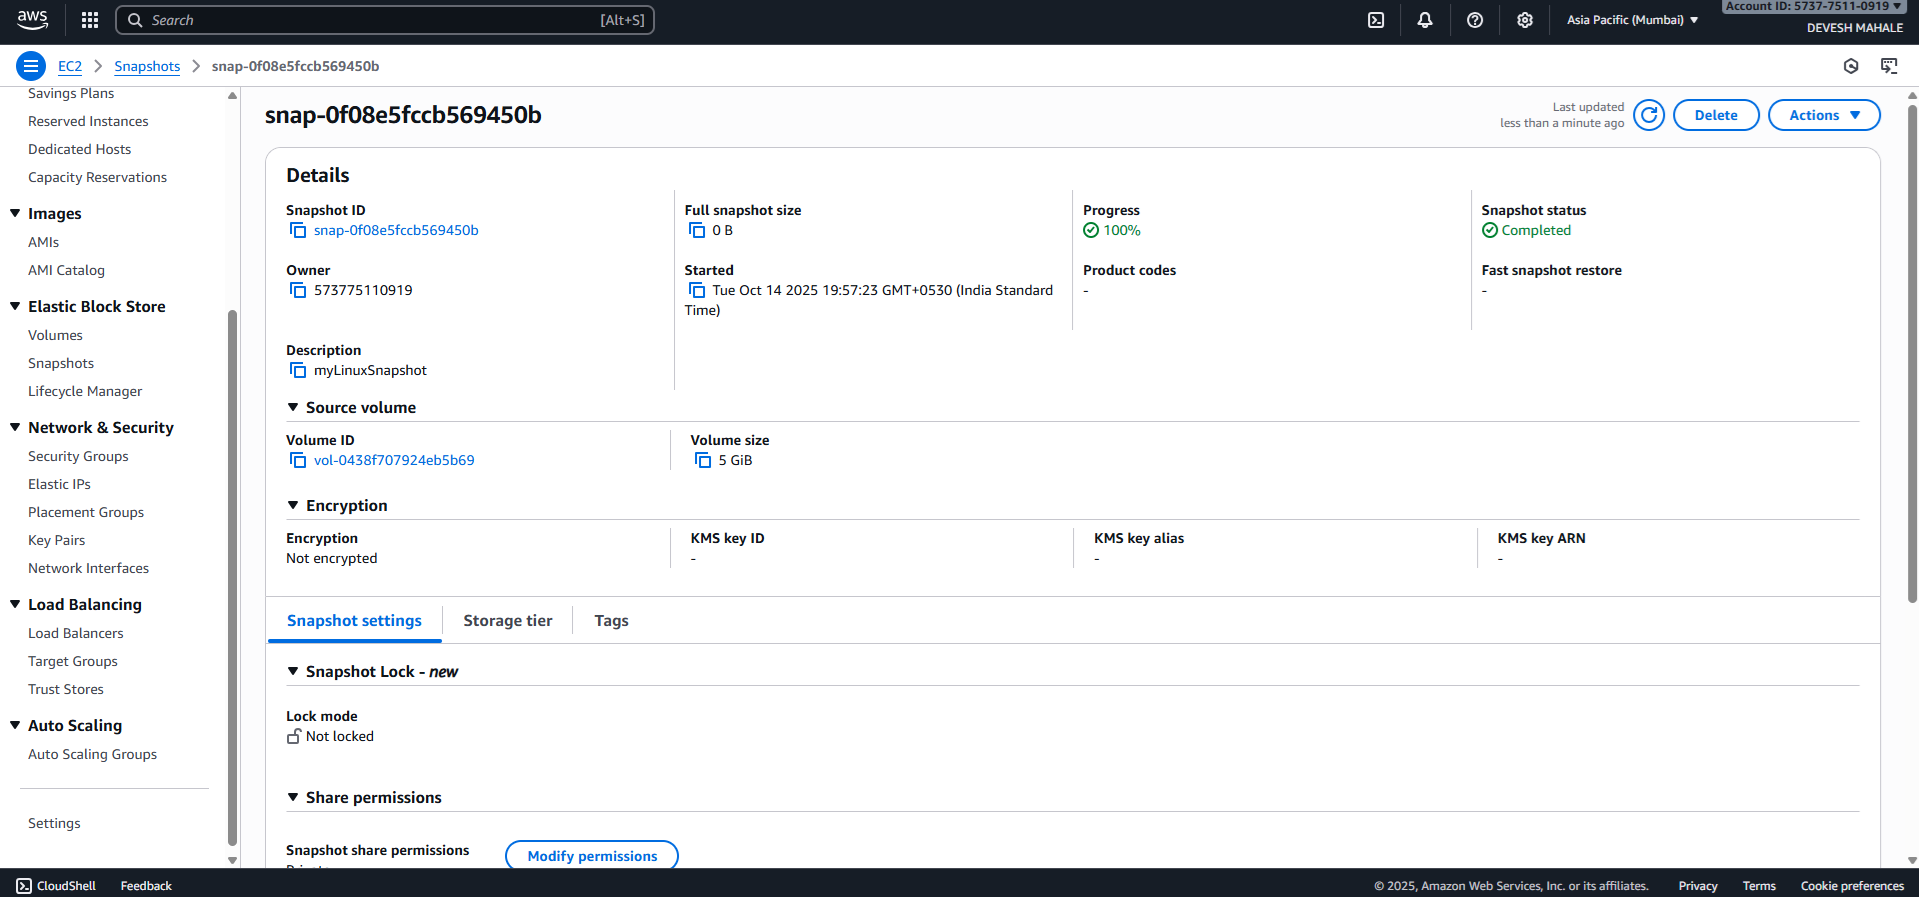 aws
Search [Alt+S]
Asia Pacific (Mumbai)
Account ID: 5737-7511-0919
DEVESH MAHALE
EC2
Snapshots
snap-0f08e5fccb569450b
Savings Plans
Reserved Instances
Dedicated Hosts
Capacity Reservations
Images
AMIs
AMI Catalog
Elastic Block Store
Volumes
Snapshots
Lifecycle Manager
Network & Security
Security Groups
Elastic IPs
Placement Groups
Key Pairs
Network Interfaces
Load Balancing
Load Balancers
Target Groups
Trust Stores
Auto Scaling
Auto Scaling Groups
Settings
snap-0f08e5fccb569450b
Last updated
less than a minute ago
Delete
Actions
Details
Snapshot ID
snap-0f08e5fccb569450b
Full snapshot size
0 B
Progress
100%
Snapshot status
Completed
Owner
573775110919
Started
Tue Oct 14 2025 19:57:23 GMT+0530 (India Standard
Time)
Product codes
-
Fast snapshot restore
-
Description
myLinuxSnapshot
Source volume
Volume ID
vol-0438f707924eb5b69
Volume size
5 GiB
Encryption
Encryption
Not encrypted
KMS key ID
-
KMS key alias
-
KMS key ARN
-
Snapshot settings
Storage tier
Tags
Snapshot Lock - new
Lock mode
Not locked
Share permissions
Snapshot share permissions
Modify permissions
CloudShell
Feedback
© 2025, Amazon Web Services, Inc. or its affiliates.
Privacy
Terms
Cookie preferences